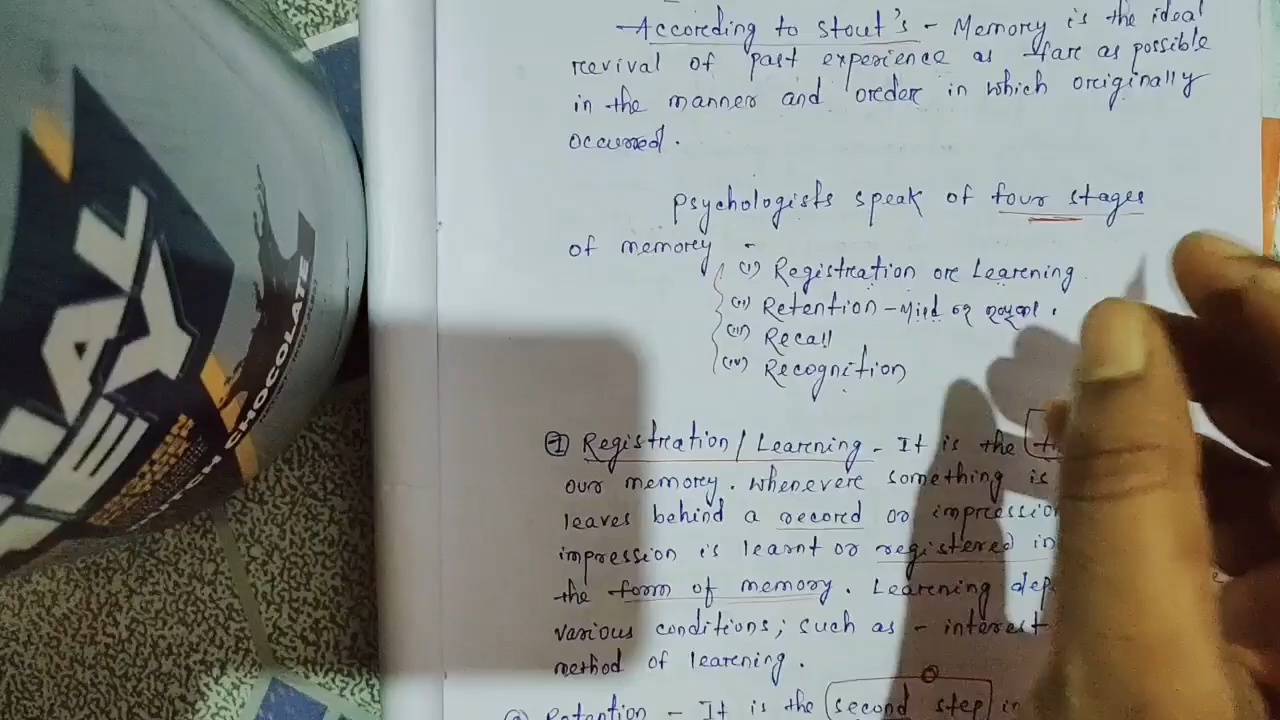 According to Stout's - Memory is the ideal
revival of past experience as fare as possible
in the manner and order in which originally
occurred.
Psychologists speak of four stages
of memory -
(i) Registration or Learning
(ii) Retention -
(iii) Recall
(iv) Recognition
① Registration / Learning - It is the
our memory. Whenever something is
leaves behind a record or impression
impression is learnt or registered in
the form of memory. Learning dep
various conditions; such as - interest
method of learning.
Retention - It is the second step in
CHOCOLATE